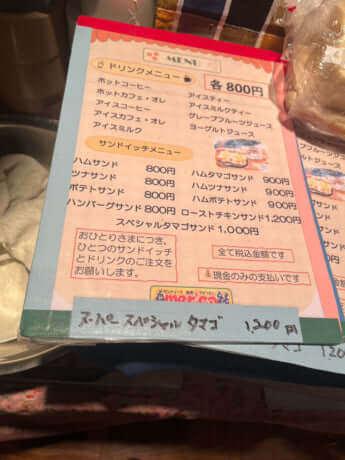 MENU
ドリンクメニュー
各800円
ホットコーヒー
ホットカフェ・オレ
アイスコーヒー
アイスカフェ・オレ
アイスミルク
アイスティー
アイスミルクティー
グレープフルーツジュース
ヨーグルトジュース
サンドイッチメニュー
ハムサンド 800円
ツナサンド 800円
ポテトサンド 800円
ハンバーグサンド 800円
ハムタマゴサンド 900円
ハムツナサンド 900円
ハムポテトサンド 900円
ローストチキンサンド 1,200円
スペシャルタマゴサンド 1,000円
おひとりさまにつき、
ひとつのサンドイッチ
とドリンクのご注文を
お願いします。
全て税込金額です
現金のみの支払いです
スーパー スペシャル タマゴ 1,200円
プフルーツジュース
ルトジュース